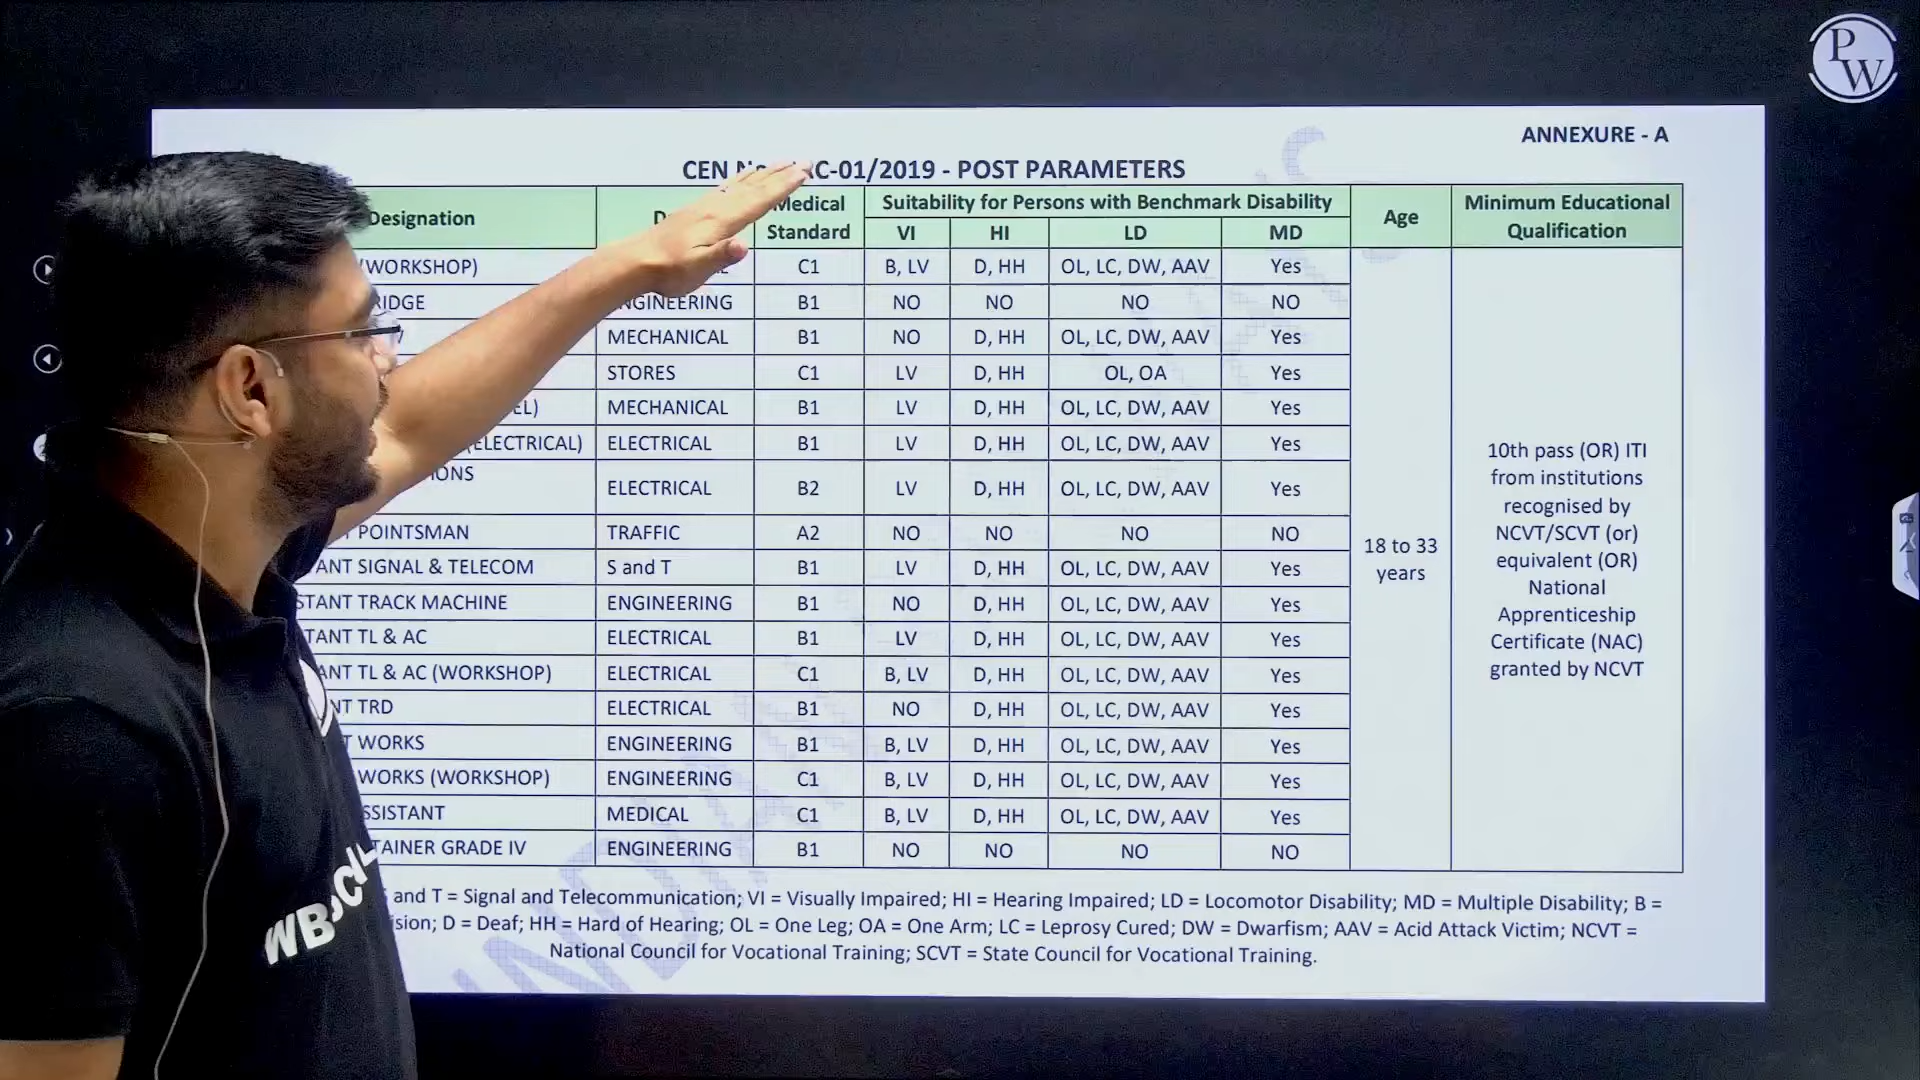 PW
ANNEXURE - A
CEN C-01/2019 - POST PARAMETERS
Designation Medical Standard Suitability for Persons with Benchmark Disability Age Minimum Educational Qualification
VI HI LD MD
(WORKSHOP) C1 B, LV D, HH OL, LC, DW, AAV Yes
RIDGE NGINEERING B1 NO NO NO NO
MECHANICAL B1 NO D, HH OL, LC, DW, AAV Yes
STORES C1 LV D, HH OL, OA Yes
EL) MECHANICAL B1 LV D, HH OL, LC, DW, AAV Yes
(ELECTRICAL) ELECTRICAL B1 LV D, HH OL, LC, DW, AAV Yes
IONS ELECTRICAL B2 LV D, HH OL, LC, DW, AAV Yes
POINTSMAN TRAFFIC A2 NO NO NO NO
ANT SIGNAL & TELECOM S and T B1 LV D, HH OL, LC, DW, AAV Yes
STANT TRACK MACHINE ENGINEERING B1 NO D, HH OL, LC, DW, AAV Yes
TANT TL & AC ELECTRICAL B1 LV D, HH OL, LC, DW, AAV Yes
ANT TL & AC (WORKSHOP) ELECTRICAL C1 B, LV D, HH OL, LC, DW, AAV Yes
NT TRD ELECTRICAL B1 NO D, HH OL, LC, DW, AAV Yes
T WORKS ENGINEERING B1 B, LV D, HH OL, LC, DW, AAV Yes
WORKS (WORKSHOP) ENGINEERING C1 B, LV D, HH OL, LC, DW, AAV Yes
SSISTANT MEDICAL C1 B, LV D, HH OL, LC, DW, AAV Yes
TAINER GRADE IV ENGINEERING B1 NO NO NO NO
18 to 33
years
10th pass (OR) ITI
from institutions
recognised by
NCVT/SCVT (or)
equivalent (OR)
National
Apprenticeship
Certificate (NAC)
granted by NCVT
and T = Signal and Telecommunication; VI = Visually Impaired; HI = Hearing Impaired; LD = Locomotor Disability; MD = Multiple Disability; B =
ision; D = Deaf; HH = Hard of Hearing; OL = One Leg; OA = One Arm; LC = Leprosy Cured; DW = Dwarfism; AAV = Acid Attack Victim; NCVT =
National Council for Vocational Training; SCVT = State Council for Vocational Training.